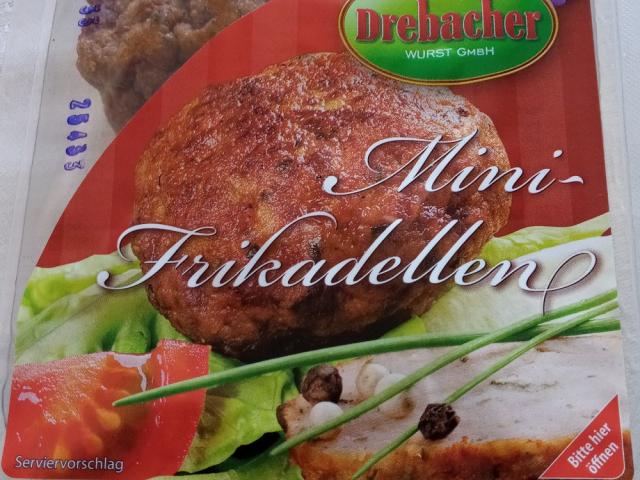 Drebacher
WURST GMBH
Mini-
Frikadellen
Serviervorschlag
Bitte hier
öffnen